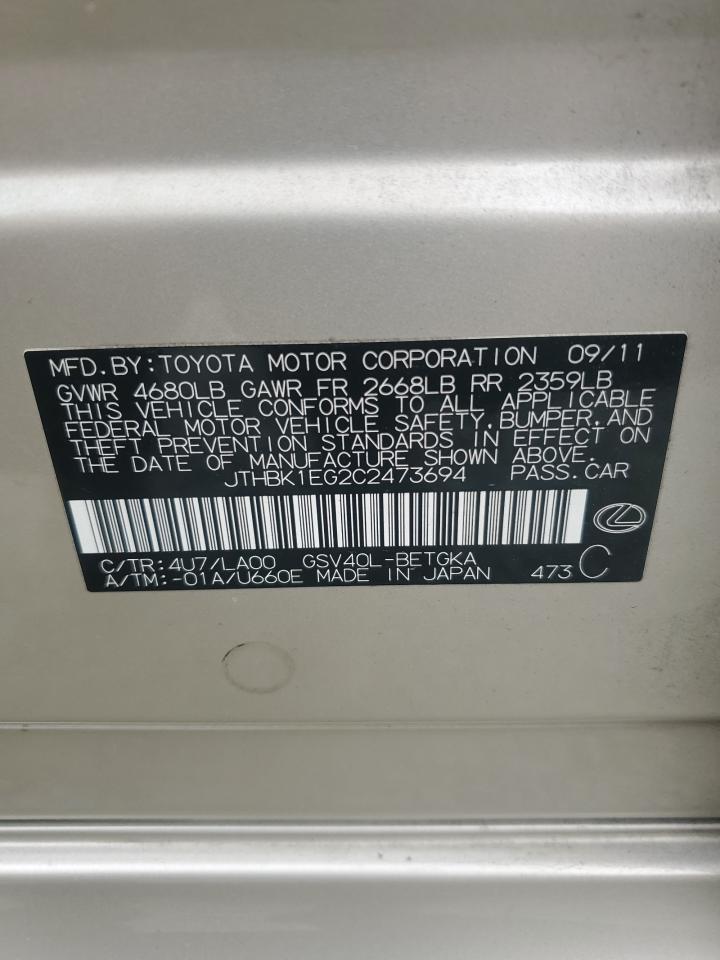 MFD.BY:TOYOTA MOTOR CORPORATION 09/11
GVWR 4680LB GAWR FR 2668LB RR 2359LB
THIS VEHICLE CONFORMS TO ALL APPLICABLE
FEDERAL MOTOR VEHICLE SAFETY,BUMPER,AND
THEFT PREVENTION STANDARDS IN EFFECT ON
THE DATE OF MANUFACTURE SHOWN ABOVE.
JTHBK1EG2C2473694 PASS.CAR
C/TR:4U7/LA00 GSV40L-BETGKA
A/TM:-01A/U660E MADE IN JAPAN 473 C